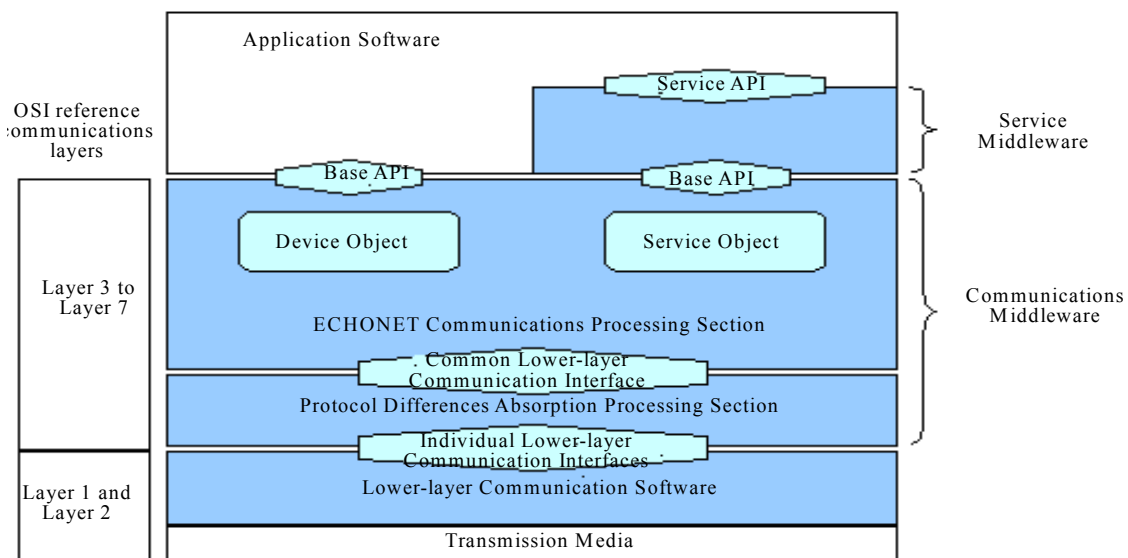 Application Software
Service API
OSI reference
communications
layers
Service
Middleware
Base API
Base API
Device Object
Service Object
Layer 3 to
Layer 7
Communications
Middleware
ECHONET Communications Processing Section
Common Lower-layer
Communication Interface
Protocol Differences Absorption Processing Section
Individual Lower-layer
Communication Interfaces
Lower-layer Communication Software
Layer 1 and
Layer 2
Transmission Media